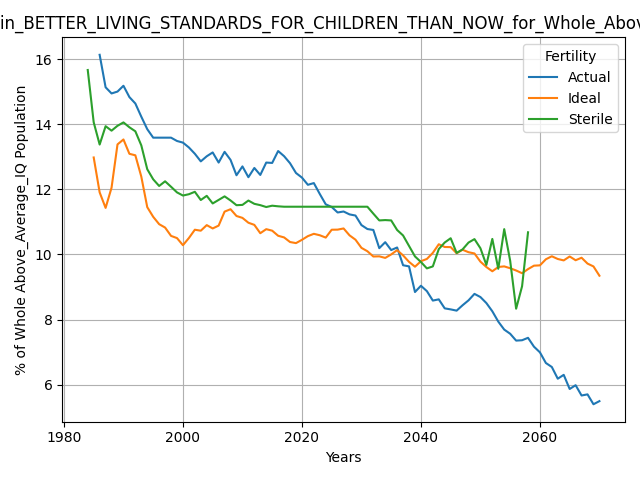 in_BETTER_LIVING_STANDARDS_FOR_CHILDREN_THAN_NOW_for_Whole_Above
16
14
12
10
8
6
% of Whole Above_Average_IQ Population
Fertility
Actual
Ideal
Sterile
1980
2000
2020
2040
2060
Years